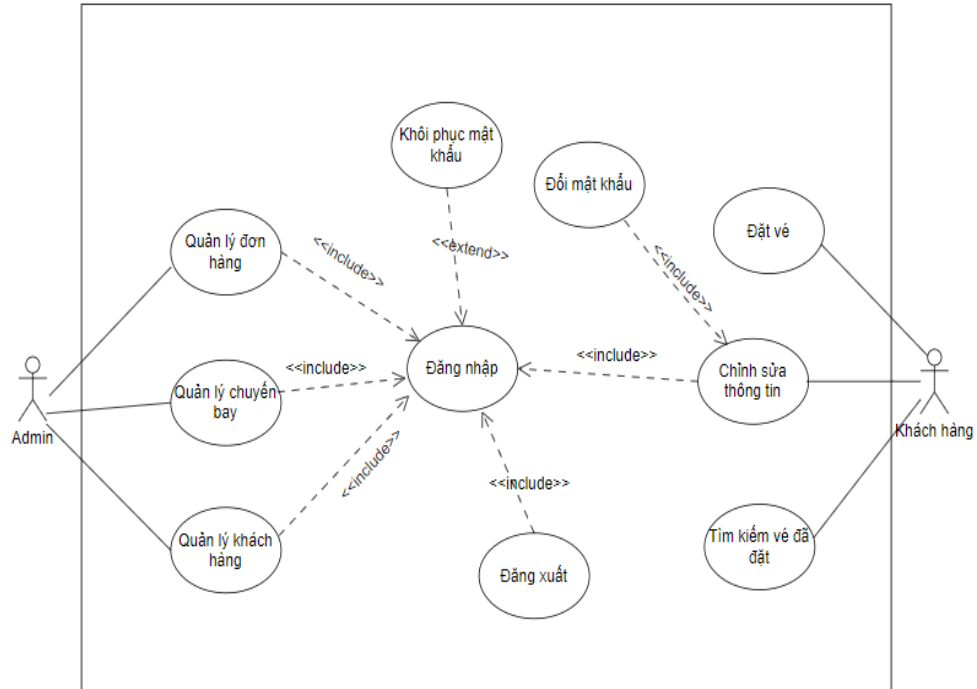 Khôi phục mật
khẩu
Đổi mật khẩu
Đặt vé
Quản lý đơn
hàng
<<include>>
<<extend>>
<<include>>
Đăng nhập
<<include>>
<<include>>
Chỉnh sửa
thông tin
Quản lý chuyến
bay
Admin
Khách hàng
<<include>>
<<include>>
Quản lý khách
hàng
Đăng xuất
Tìm kiếm vé đã
đặt